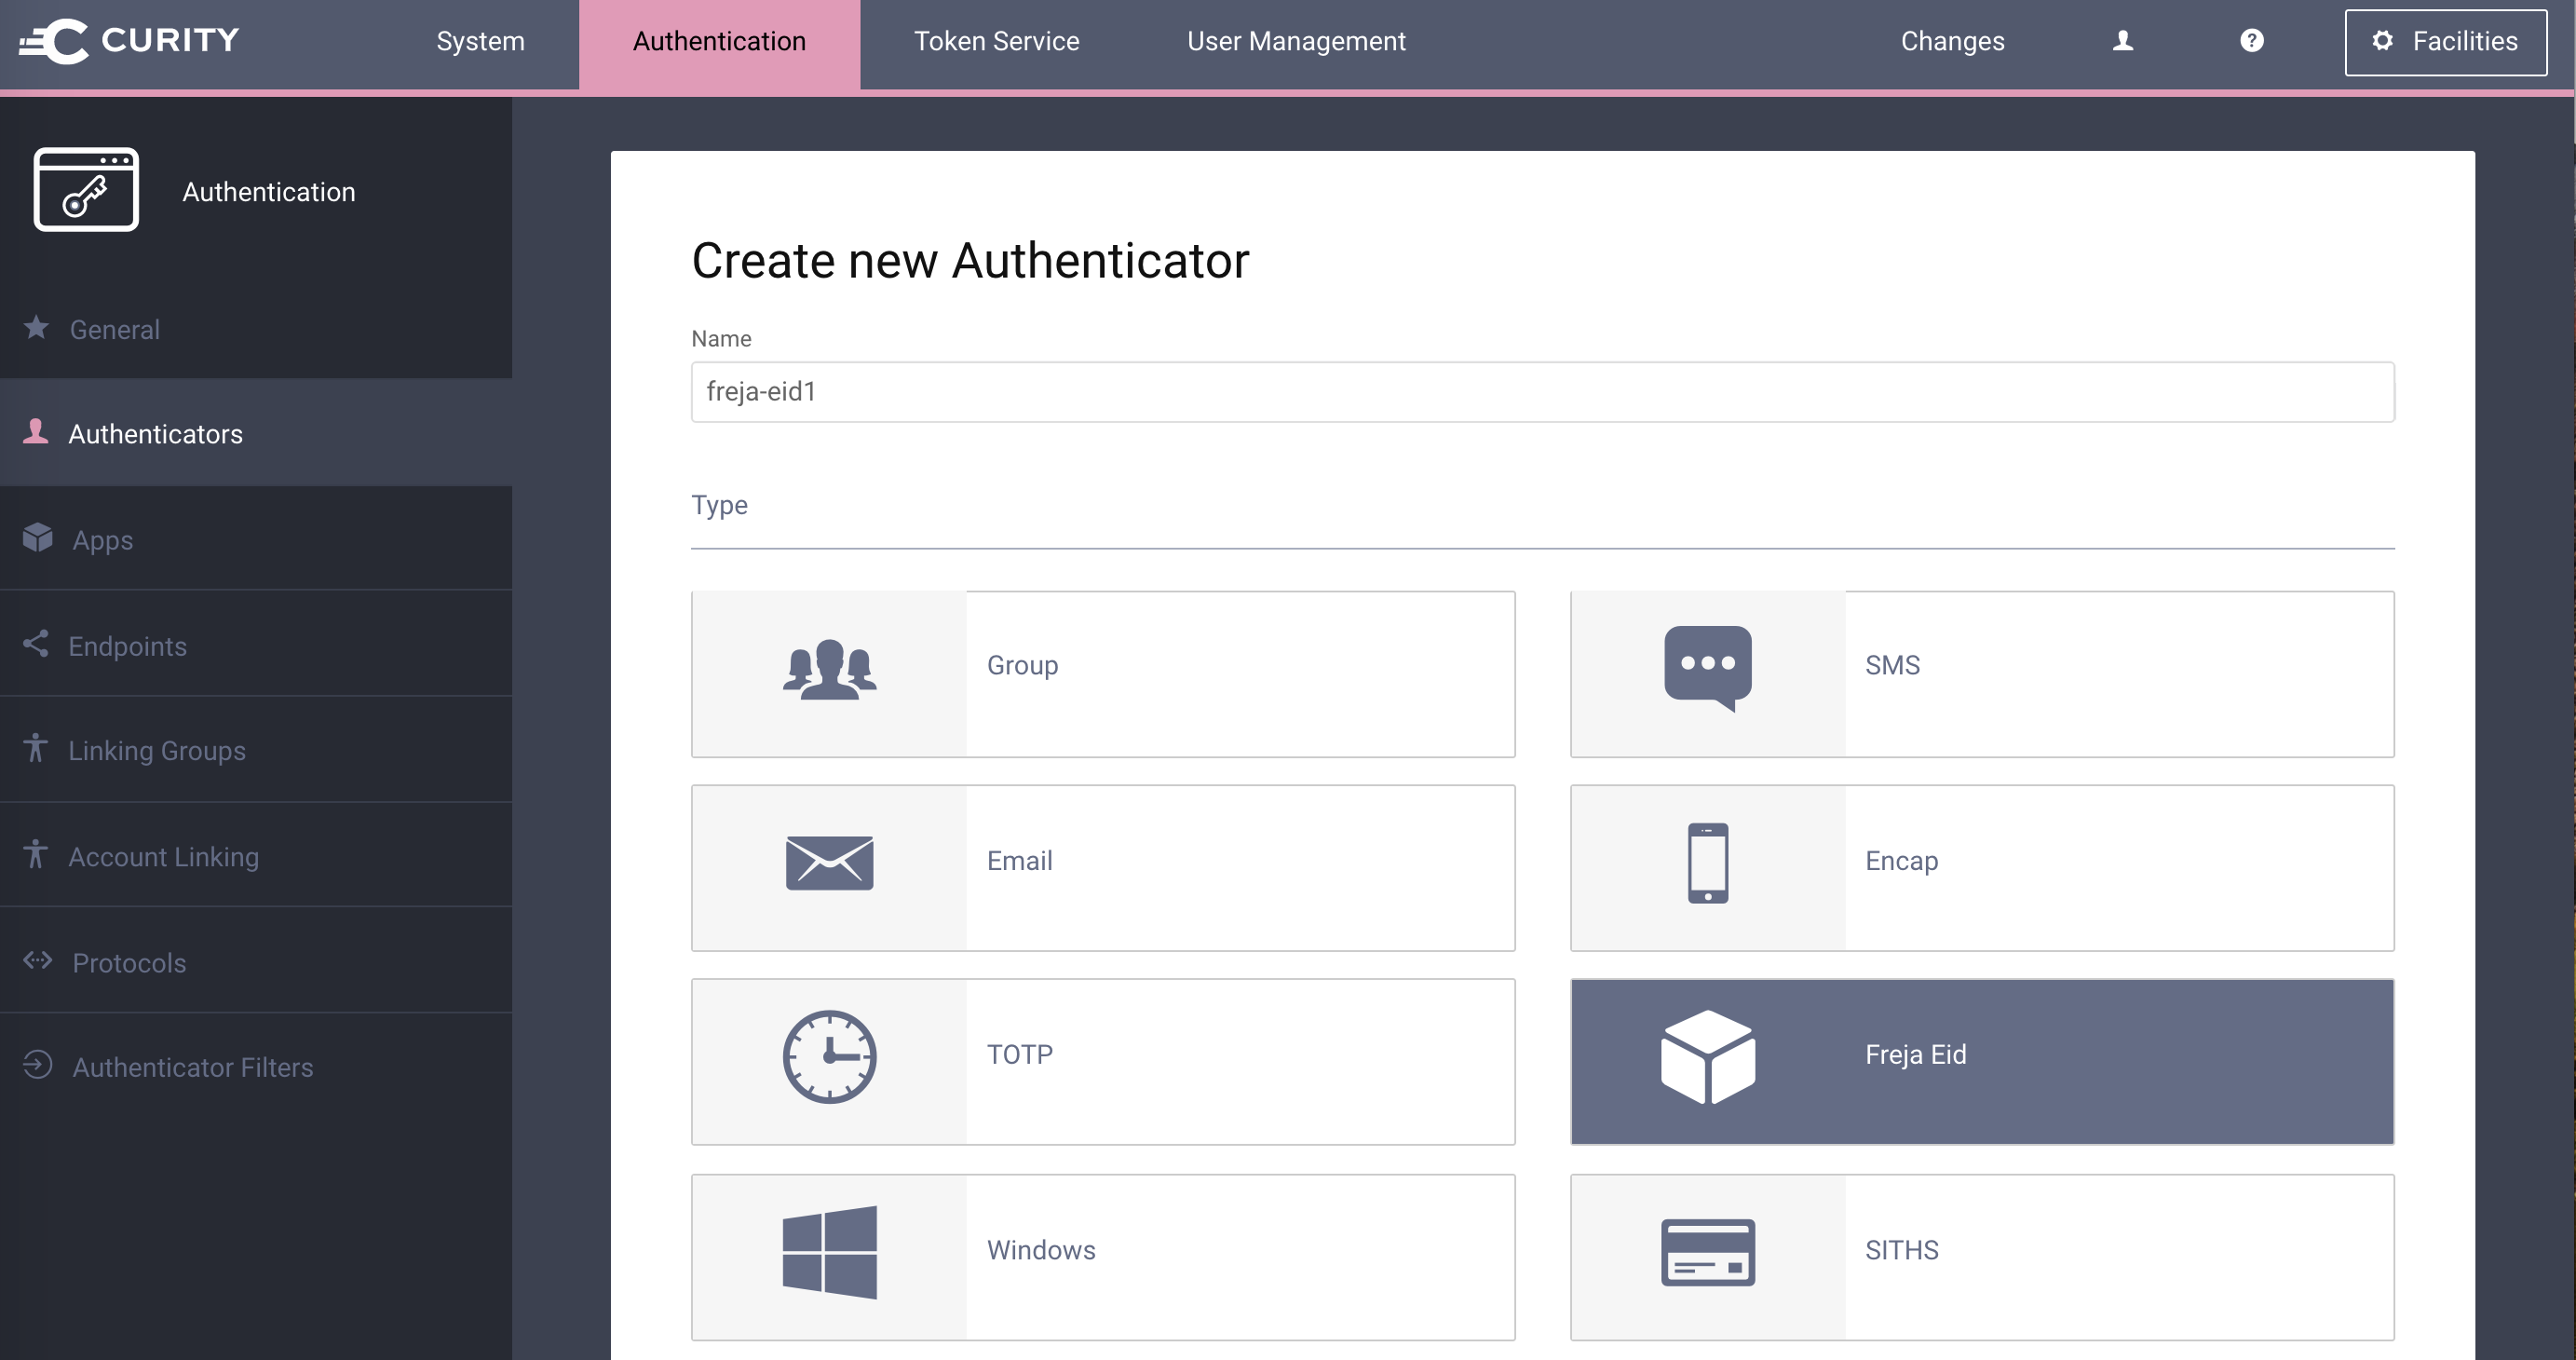 CURITY
System
Authentication
Token Service
User Management
Changes
?
Facilities
Authentication
General
Authenticators
Apps
Endpoints
Linking Groups
Account Linking
Protocols
Authenticator Filters
Create new Authenticator
Name
freja-eid1
Type
Group
SMS
Email
Encap
TOTP
Freja Eid
Windows
SITHS